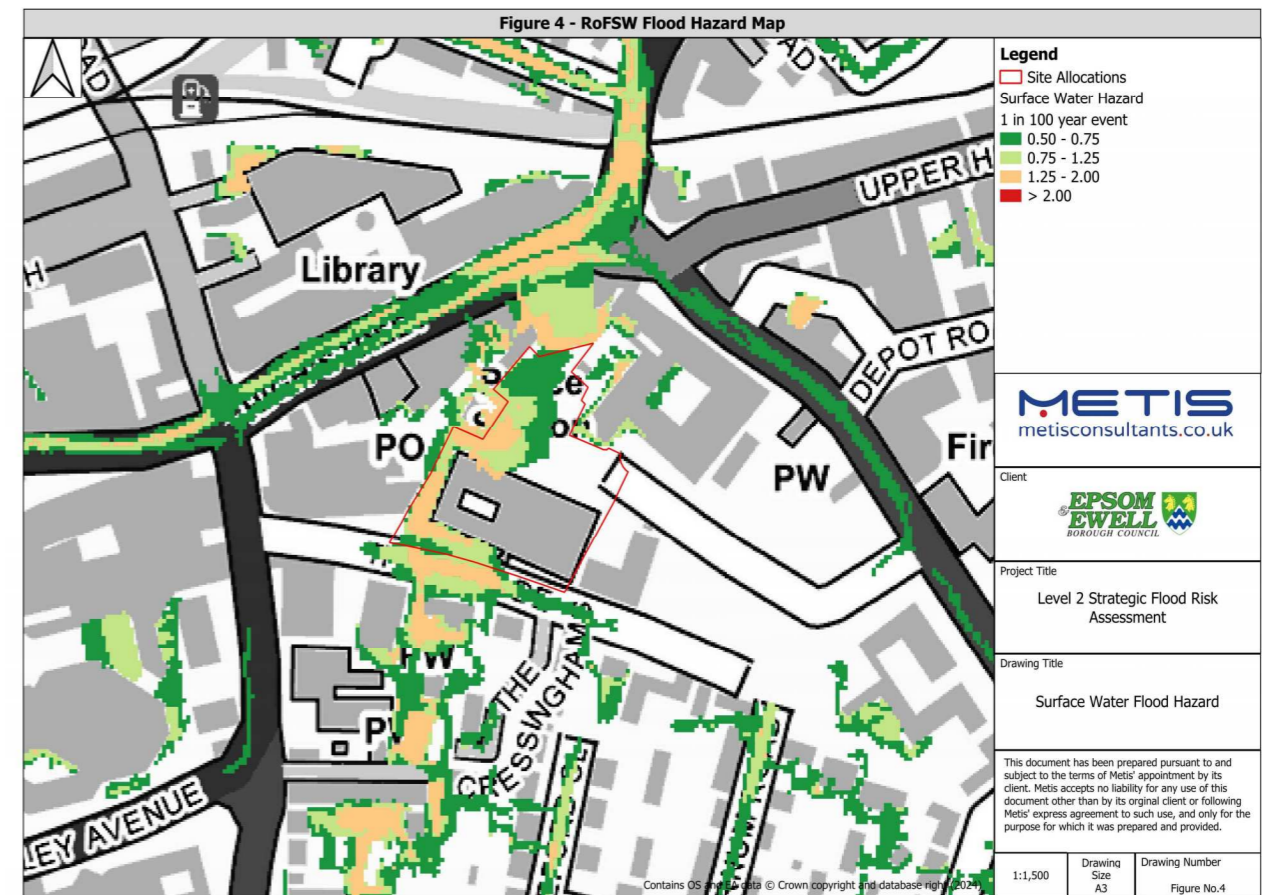 Figure 4 - RoFSW Flood Hazard Map
AD
UPPER H
Library
H
DEPOT RO
PO
PW
Fir
PW
THE
CRESSINGHAM
LEY AVENUE
Contains OS and EA data © Crown copyright and database right (2024)
Legend
Site Allocations
Surface Water Hazard
1 in 100 year event
0.50 - 0.75
0.75 - 1.25
1.25 - 2.00
> 2.00
METIS
metisconsultants.co.uk
Client
EPSOM
& EWELL
BOROUGH COUNCIL
Project Title
Level 2 Strategic Flood Risk
Assessment
Drawing Title
Surface Water Flood Hazard
This document has been prepared pursuant to and
subject to the terms of Metis' appointment by its
client. Metis accepts no liability for any use of this
document other than by its orginal client or following
Metis' express agreement to such use, and only for the
purpose for which it was prepared and provided.
1:1,500
Drawing
Size
A3
Drawing Number
Figure No.4